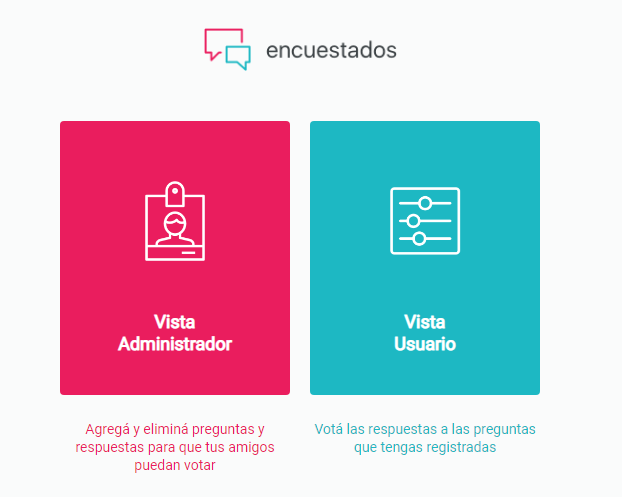 encuestados
Vista
Administrador
Vista
Usuario
Agregá y eliminá preguntas y
respuestas para que tus amigos
puedan votar
Votá las respuestas a las preguntas
que tengas registradas